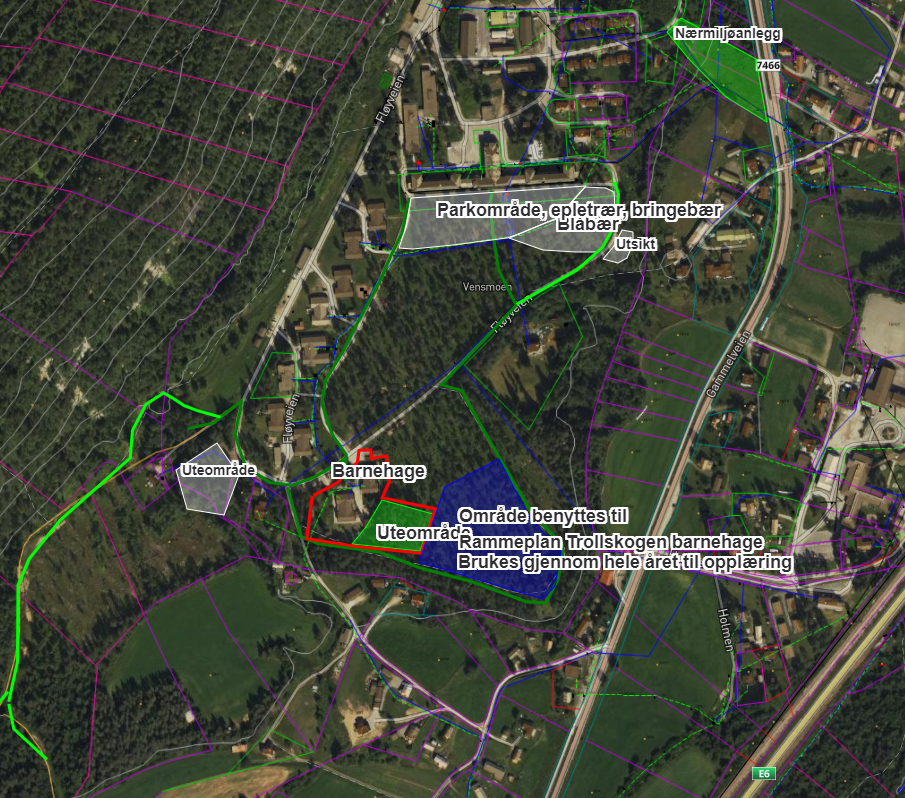 Nærmiljøanlegg
7466
Fløyveien
Parkområde, epletrær, bringebær
Blåbær
Utsikt
Vensmoen
Fløyveien
Gammelveien
Fløyveien
Uteområde
Barnehage
Uteområde
Område benyttes til
Rammeplan Trollskogen barnehage
Brukes gjennom hele året til opplæring
Holmen
E6